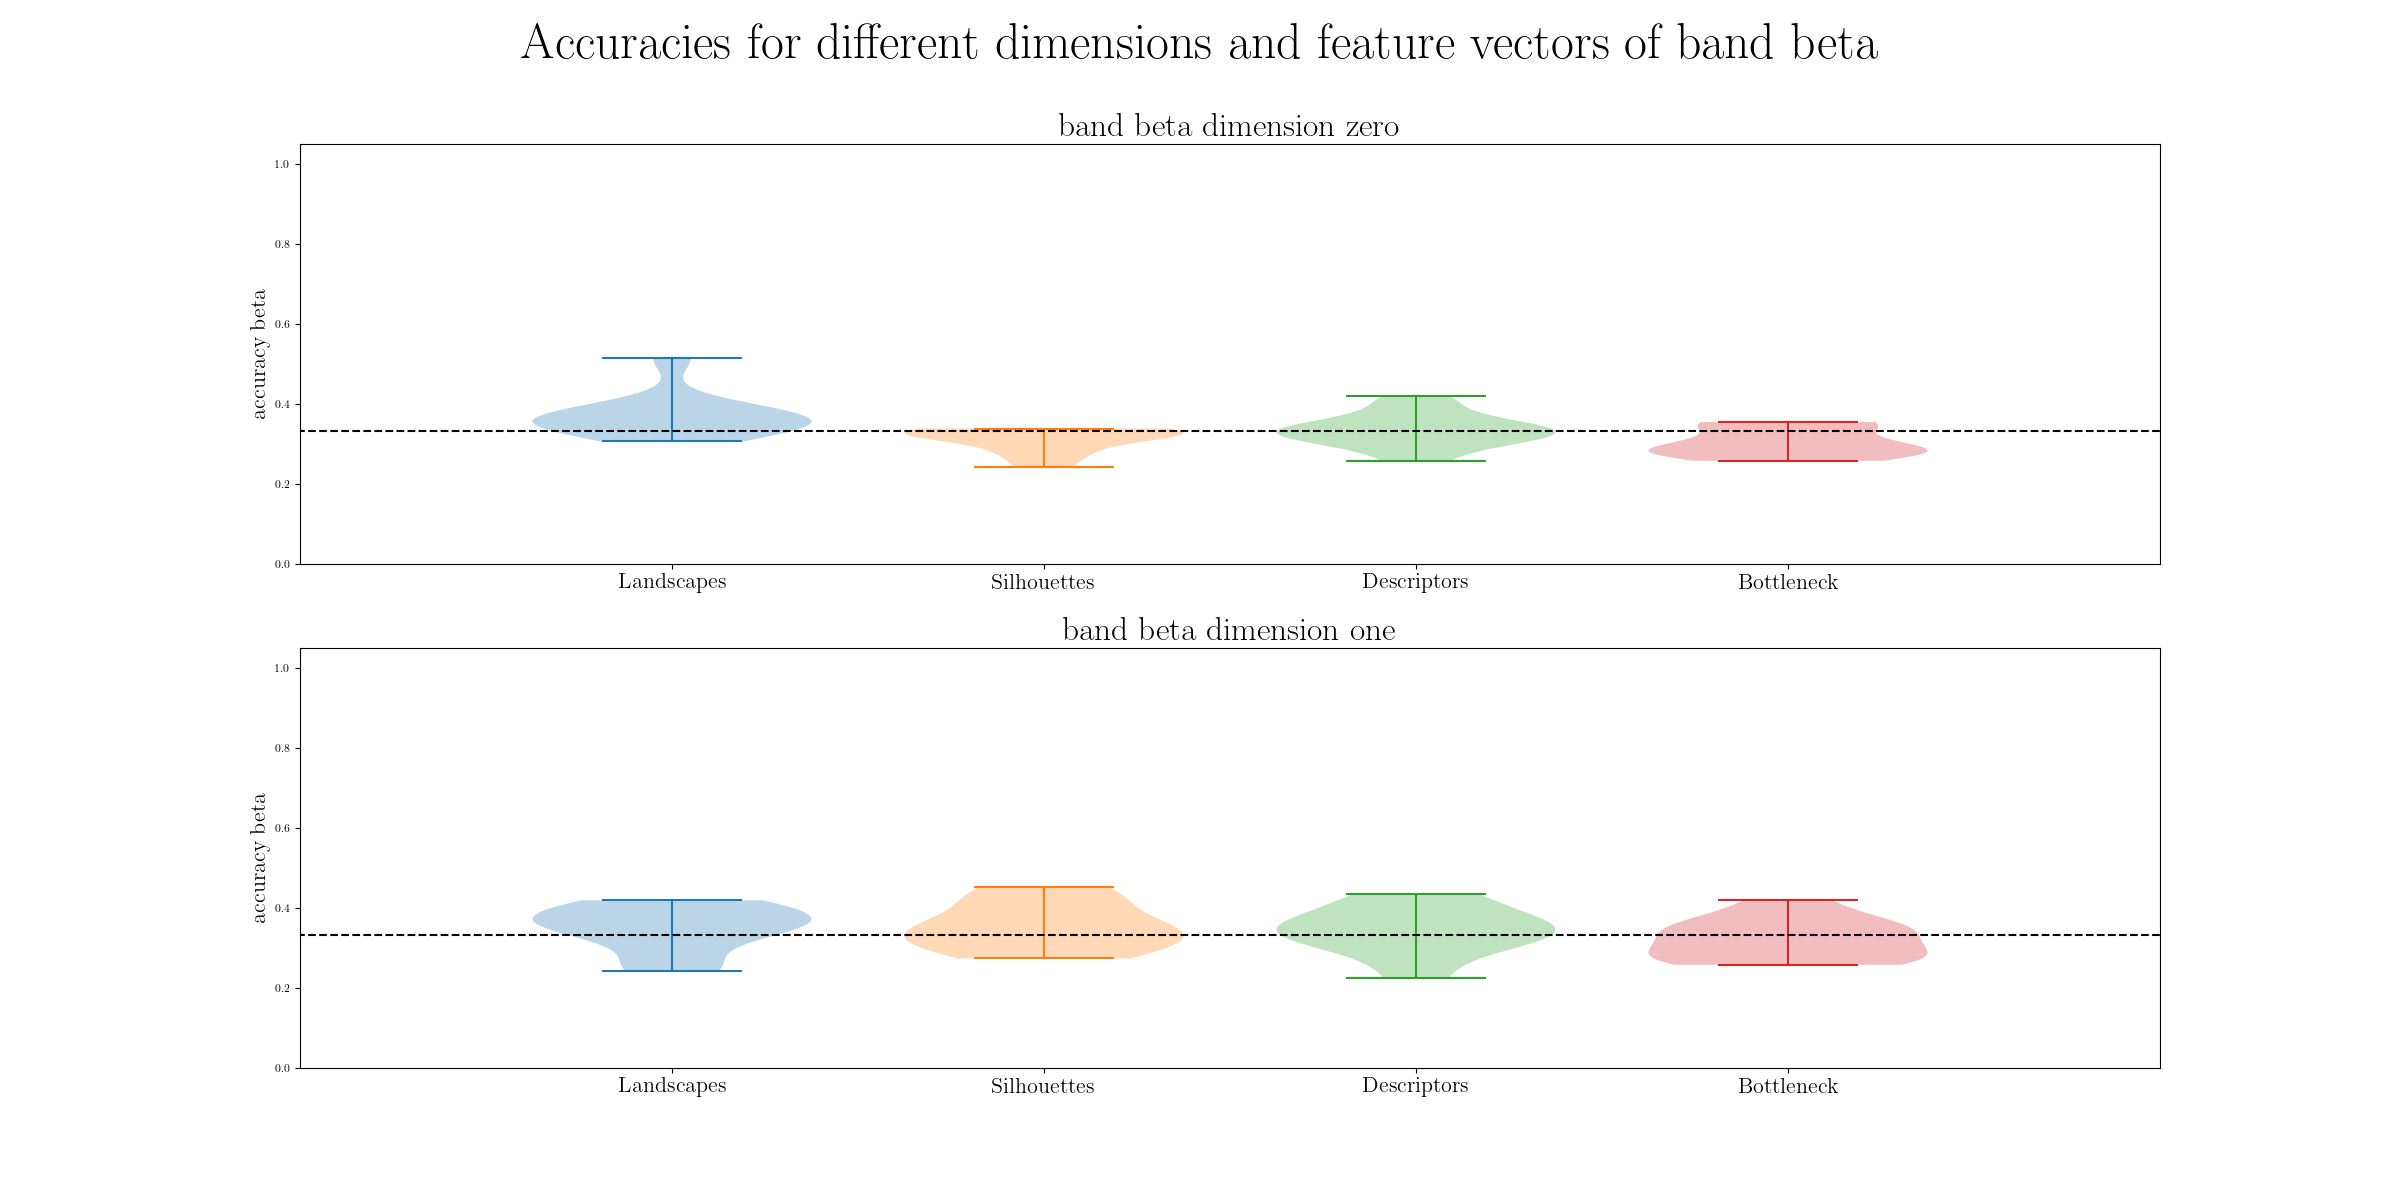 Accuracies for different dimensions and feature vectors of band beta
band beta dimension zero
accuracy beta
1.0
0.8
0.6
0.4
0.2
0.0
Landscapes Silhouettes Descriptors Bottleneck
band beta dimension one
accuracy beta
1.0
0.8
0.6
0.4
0.2
0.0
Landscapes Silhouettes Descriptors Bottleneck